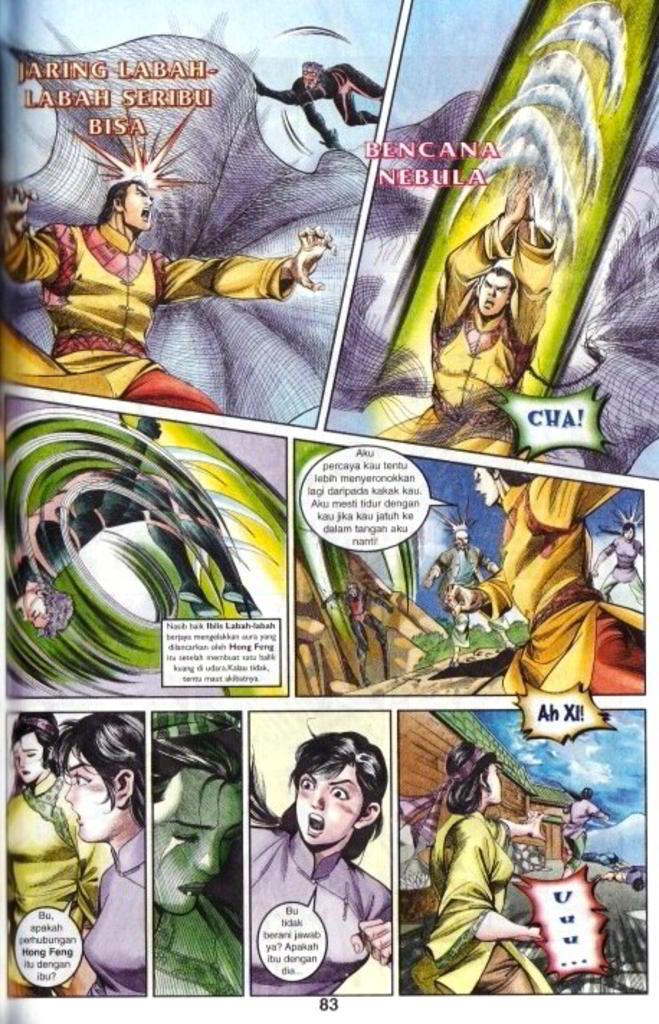 JARING LABAH-
LABAH SERIBU
BISA
BENCANA
NEBULA
CHA!
Nasib baik Iblis Labah-labah
berjaya mengelakkan aura yang
dilancarkan oleh Hong Feng
itu setelah membuat satu balik
kuang di udara.Kalau tidak,
tentu maut akibatnya.
Aku
percaya kau tentu
lebih menyeronokkan
lagi daripada kakak kau.
Aku mesti tidur dengan
kau jika kau jatuh ke
dalam tangan aku
nanti!
Ah XI!
Bu,
apakah
perhubungan
Hong Feng
itu dengan
ibu?
Bu
tidak
berani jawab
ya? Apakah
ibu dengan
dia...
Uuu...
83